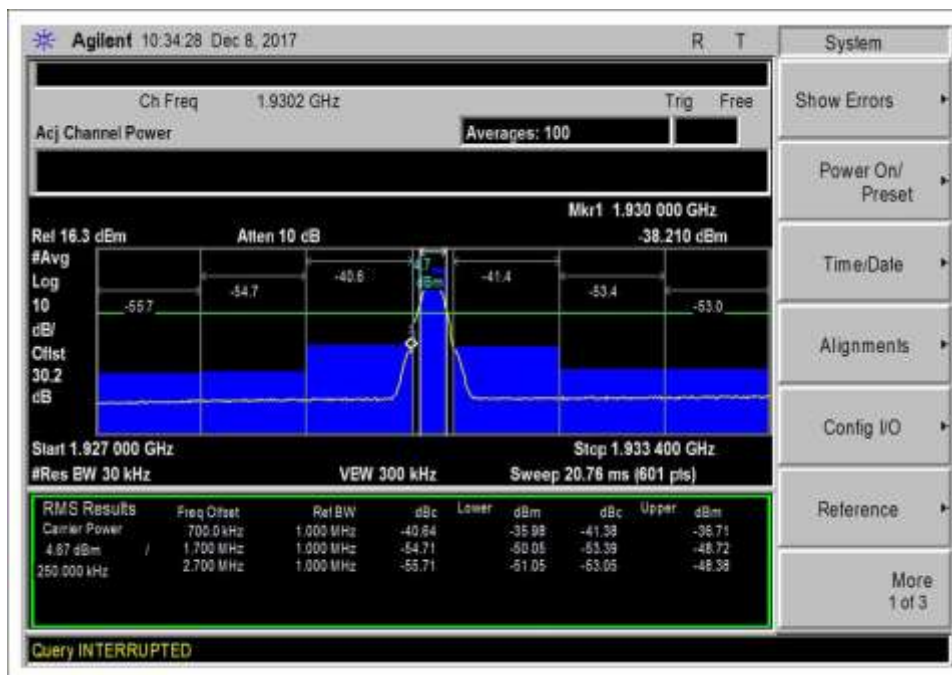 Agilent 10:34:28 Dec 8, 2017 R T
System
Ch Freq 1.9302 GHz Trig Free
Show Errors
Acj Channel Power Averages: 100
Power On/
Preset
Mkr1 1.930 000 GHz
Rel 16.3 dBm Atten 10 dB -38.210 dBm
#Avg
Log
10
dB/
Offst
30.2
dB
-55.7 -54.7 -40.6 4.7 dBm -41.4 -53.4 -53.0
Time/Date
Alignments
Config I/O
Start 1.927 000 GHz Stop 1.933 400 GHz
#Res BW 30 kHz VBW 300 kHz Sweep 20.76 ms (601 pts)
RMS Results Freq Offset Ref BW dBc Lower dBm dBc Upper dBm
Carrier Power 700.0 kHz 1.000 MHz -40.64 -35.98 -41.38 -36.71
4.67 dBm / 1.700 MHz 1.000 MHz -54.71 -50.05 -53.39 -48.72
250.000 kHz 2.700 MHz 1.000 MHz -55.71 -51.05 -53.05 -48.38
Reference
More
1 of 3
Query INTERRUPTED